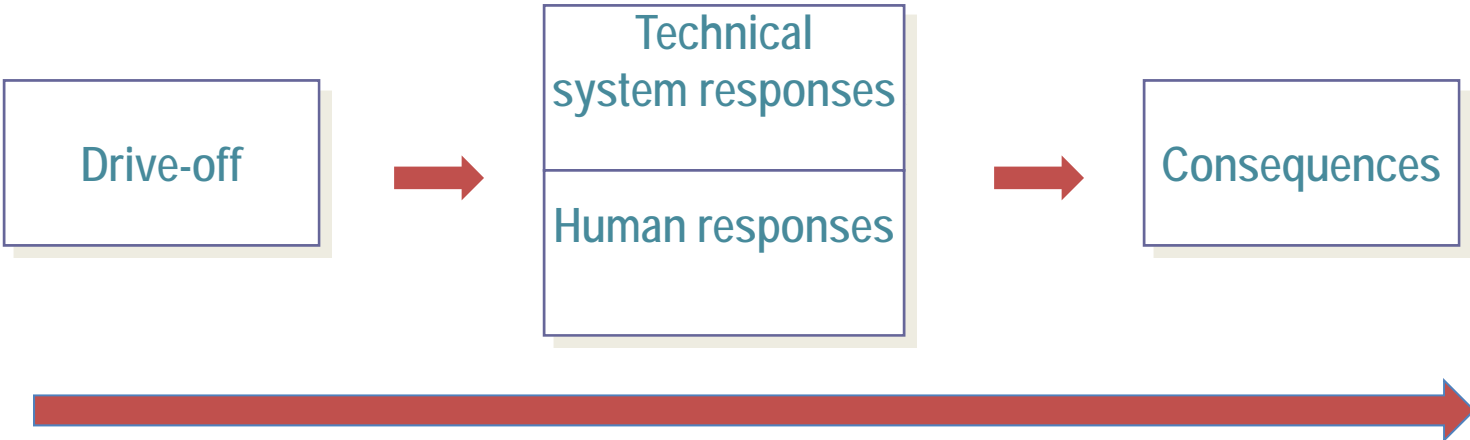 Drive-off
Technical
system responses
Human responses
Consequences